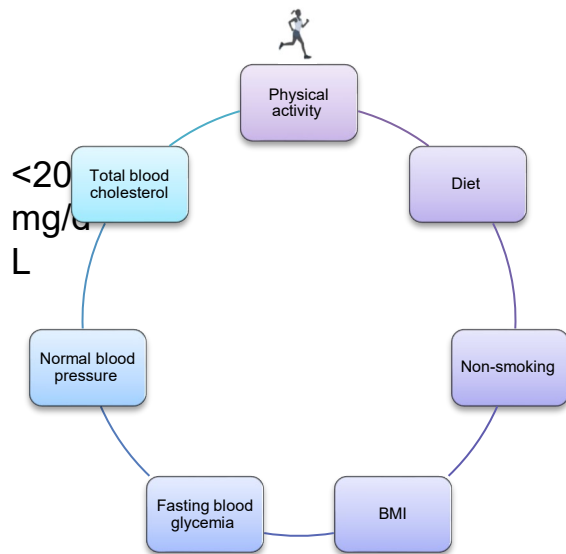 Physical
activity
Diet
Non-smoking
BMI
Fasting blood
glycemia
Normal blood
pressure
Total blood
cholesterol
<20
mg/d
L